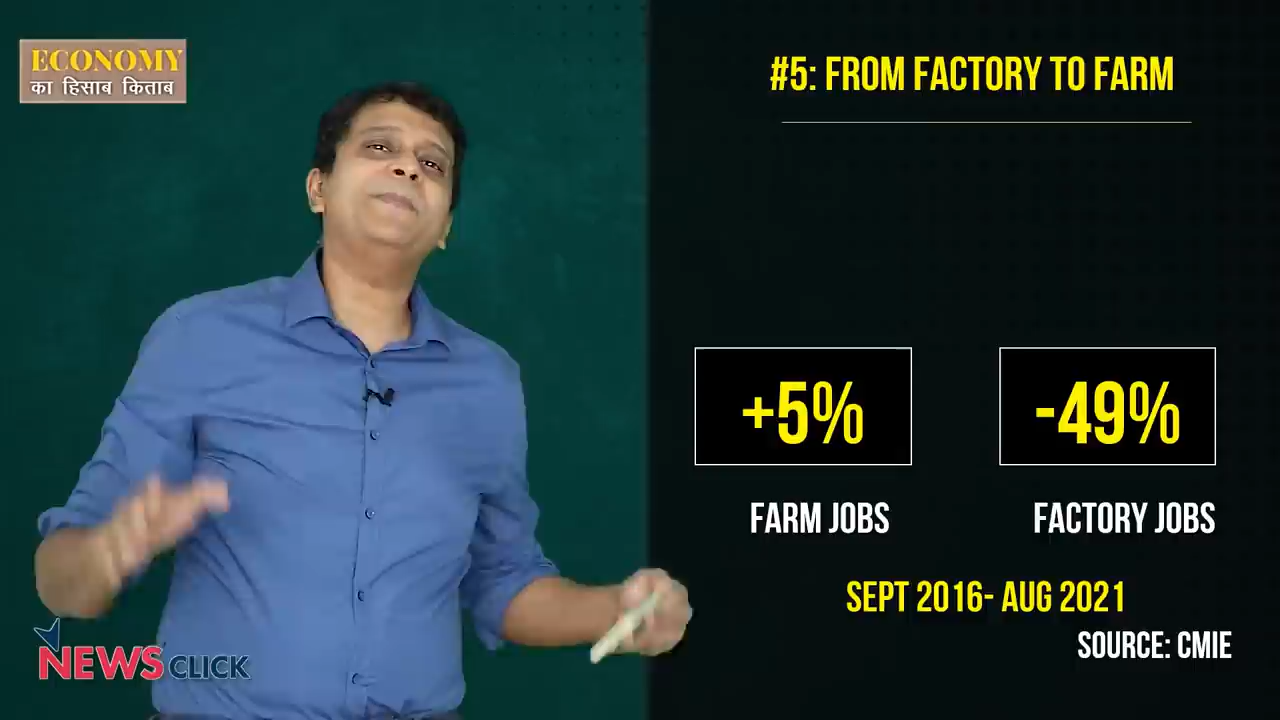 ECONOMY
का हिसाब किताब
#5: FROM FACTORY TO FARM
+5%
-49%
FARM JOBS
FACTORY JOBS
SEPT 2016- AUG 2021
SOURCE: CMIE
NEWSCLICK